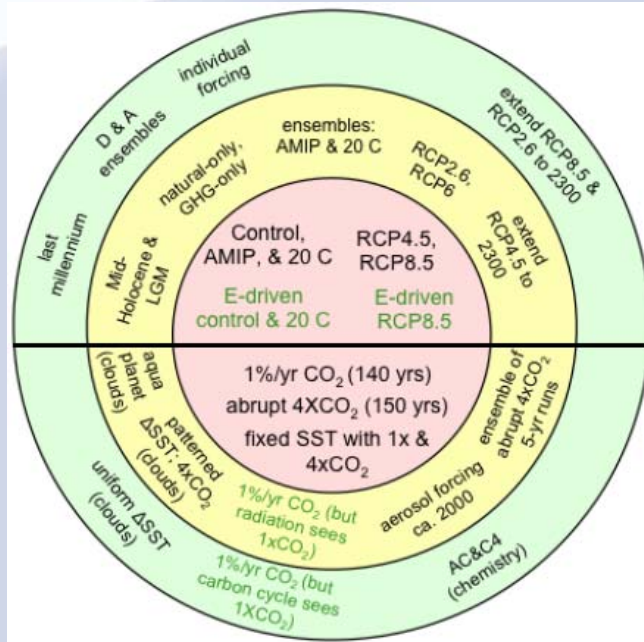 individual
forcing
D & A
ensembles
last
millennium
extend RCP8.5 &
RCP2.6 to 2300
ensembles:
AMIP & 20 C
natural-only,
GHG-only
Mid-
Holocene &
LGM
RCP2.6,
RCP6
extend
RCP4.5 to
2300
Control,
AMIP, & 20 C
RCP4.5,
RCP8.5
E-driven
control & 20 C
E-driven
RCP8.5
1%/yr CO₂ (140 yrs)
abrupt 4XCO₂ (150 yrs)
fixed SST with 1x &
4xCO₂
aqua
planet
(clouds)
patterned
ΔSST; 4xCO₂
(clouds)
1%/yr CO₂ (but
radiation sees
1xCO₂)
aerosol forcing
ca. 2000
ensemble of
abrupt 4xCO₂
5-yr runs
uniform ΔSST
(clouds)
1%/yr CO₂ (but
carbon cycle sees
1XCO₂)
AC&C4
(chemistry)